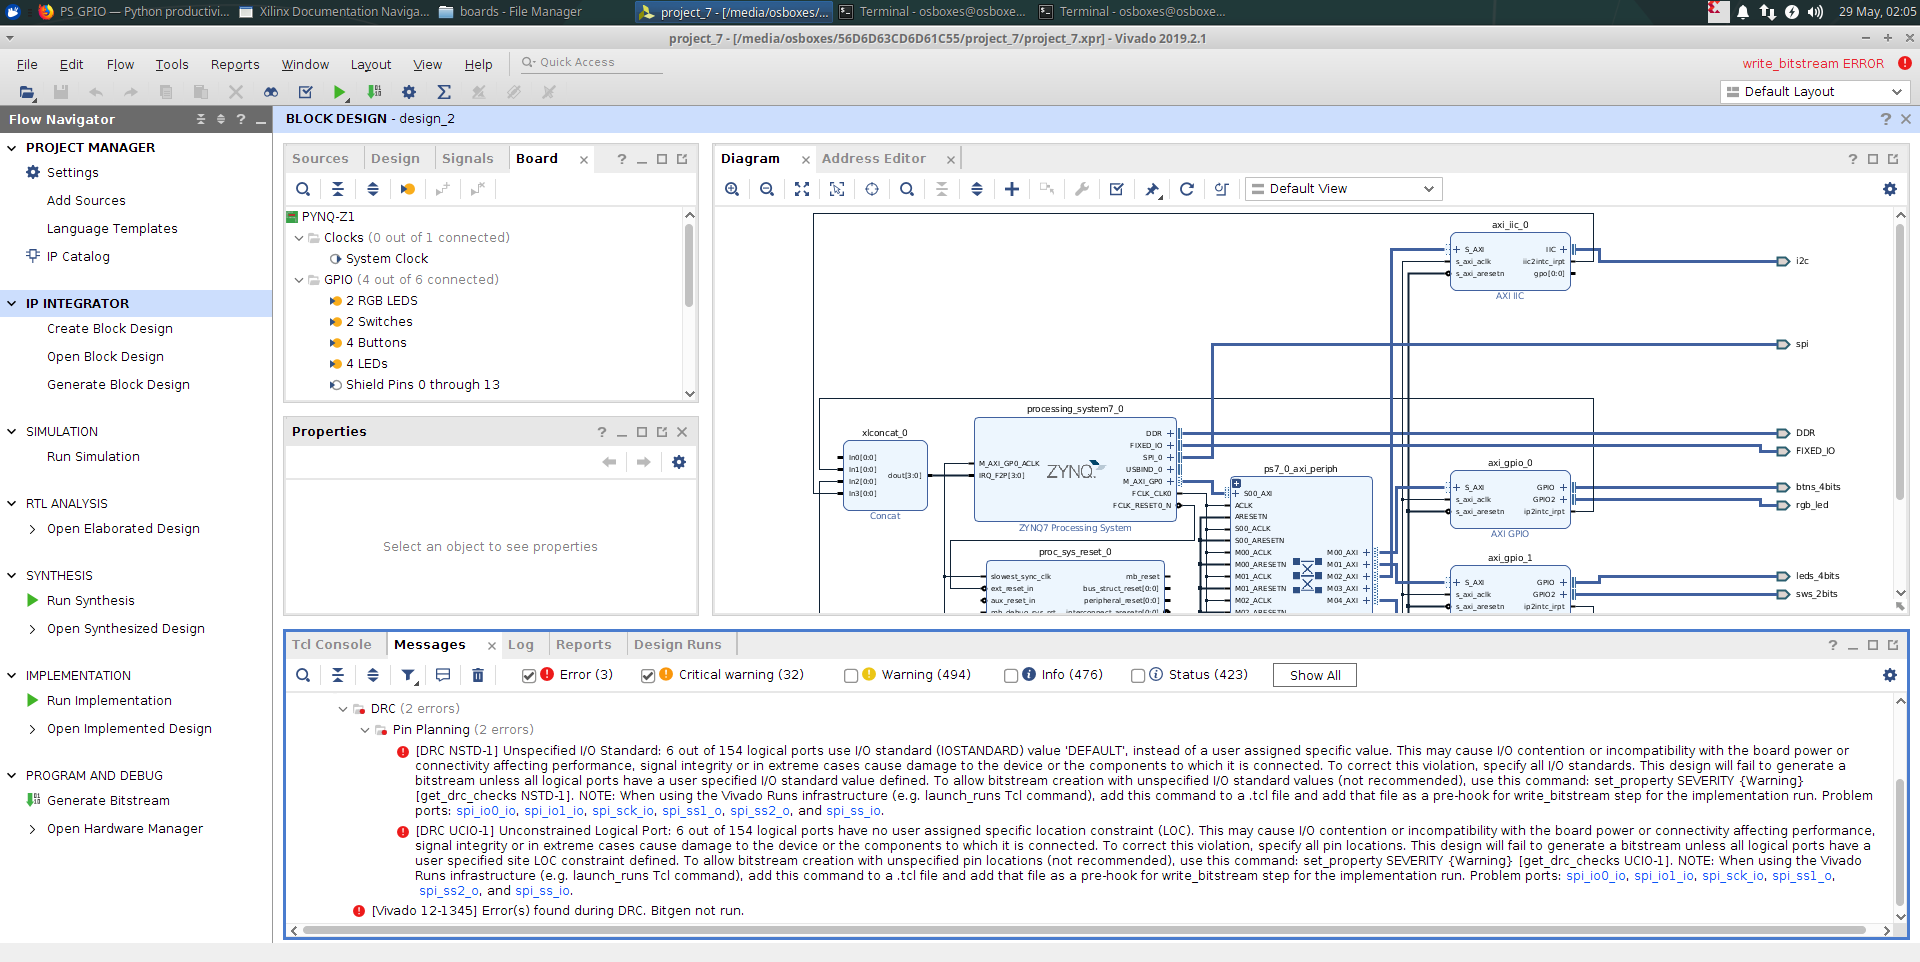 PS GPIO — Python productivi...
Xilinx Documentation Naviga...
boards - File Manager
project_7 - [/media/osboxes/...
Terminal - osboxes@osboxe...
Terminal - osboxes@osboxe...
29 May, 02:05
project_7 - [/media/osboxes/56D6D63CD6D61C55/project_7/project_7.xpr] - Vivado 2019.2.1
File Edit Flow Tools Reports Window Layout View Help
Quick Access
write_bitstream ERROR
Default Layout
Flow Navigator
PROJECT MANAGER
Settings
Add Sources
Language Templates
IP Catalog
IP INTEGRATOR
Create Block Design
Open Block Design
Generate Block Design
SIMULATION
Run Simulation
RTL ANALYSIS
Open Elaborated Design
SYNTHESIS
Run Synthesis
Open Synthesized Design
IMPLEMENTATION
Run Implementation
Open Implemented Design
PROGRAM AND DEBUG
Generate Bitstream
Open Hardware Manager
BLOCK DESIGN - design_2
Sources Design Signals Board
PYNQ-Z1
Clocks (0 out of 1 connected)
System Clock
GPIO (4 out of 6 connected)
2 RGB LEDS
2 Switches
4 Buttons
4 LEDs
Shield Pins 0 through 13
Properties
Select an object to see properties
Diagram Address Editor
Default View
axi_iic_0
S_AXI IIC
s_axi_aclk iic2intc_irpt
s_axi_aresetn gpo[0:0]
AXI IIC
i2c
spi
xlconcat_0
In0[0:0]
In1[0:0]
In2[0:0] dout[3:0]
In3[0:0]
Concat
processing_system7_0
DDR
FIXED_IO
SPI_0
M_AXI_GP0_ACLK USBIND_0
IRQ_F2P[3:0] M_AXI_GP0
ZYNQ
FCLK_CLK0
FCLK_RESET0_N
ZYNQ7 Processing System
proc_sys_reset_0
slowest_sync_clk mb_reset
ext_reset_in bus_struct_reset[0:0]
aux_reset_in peripheral_reset[0:0]
ps7_0_axi_periph
S00_AXI
ACLK
ARESETN
S00_ACLK
S00_ARESETN
M00_ACLK M00_AXI
M00_ARESETN M01_AXI
M01_ACLK M02_AXI
M01_ARESETN M03_AXI
M02_ACLK M04_AXI
DDR
FIXED_IO
axi_gpio_0
S_AXI GPIO
s_axi_aclk GPIO2
s_axi_aresetn ip2intc_irpt
AXI GPIO
btns_4bits
rgb_led
axi_gpio_1
S_AXI GPIO
s_axi_aclk GPIO2
s_axi_aresetn ip2intc_irpt
leds_4bits
sws_2bits
Tcl Console Messages Log Reports Design Runs
Error (3) Critical warning (32) Warning (494) Info (476) Status (423) Show All
DRC (2 errors)
Pin Planning (2 errors)
[DRC NSTD-1] Unspecified I/O Standard: 6 out of 154 logical ports use I/O standard (IOSTANDARD) value 'DEFAULT', instead of a user assigned specific value. This may cause I/O contention or incompatibility with the board power or
connectivity affecting performance, signal integrity or in extreme cases cause damage to the device or the components to which it is connected. To correct this violation, specify all I/O standards. This design will fail to generate a
bitstream unless all logical ports have a user specified I/O standard value defined. To allow bitstream creation with unspecified I/O standard values (not recommended), use this command: set_property SEVERITY {Warning}
[get_drc_checks NSTD-1]. NOTE: When using the Vivado Runs infrastructure (e.g. launch_runs Tcl command), add this command to a .tcl file and add that file as a pre-hook for write_bitstream step for the implementation run. Problem
ports: spi_io0_io, spi_io1_io, spi_sck_io, spi_ss1_o, spi_ss2_o, and spi_ss_io.
[DRC UCIO-1] Unconstrained Logical Port: 6 out of 154 logical ports have no user assigned specific location constraint (LOC). This may cause I/O contention or incompatibility with the board power or connectivity affecting performance,
signal integrity or in extreme cases cause damage to the device or the components to which it is connected. To correct this violation, specify all pin locations. This design will fail to generate a bitstream unless all logical ports have a
user specified site LOC constraint defined. To allow bitstream creation with unspecified pin locations (not recommended), use this command: set_property SEVERITY {Warning} [get_drc_checks UCIO-1]. NOTE: When using the Vivado
Runs infrastructure (e.g. launch_runs Tcl command), add this command to a .tcl file and add that file as a pre-hook for write_bitstream step for the implementation run. Problem ports: spi_io0_io, spi_io1_io, spi_sck_io, spi_ss1_o,
spi_ss2_o, and spi_ss_io.
[Vivado 12-1345] Error(s) found during DRC. Bitgen not run.